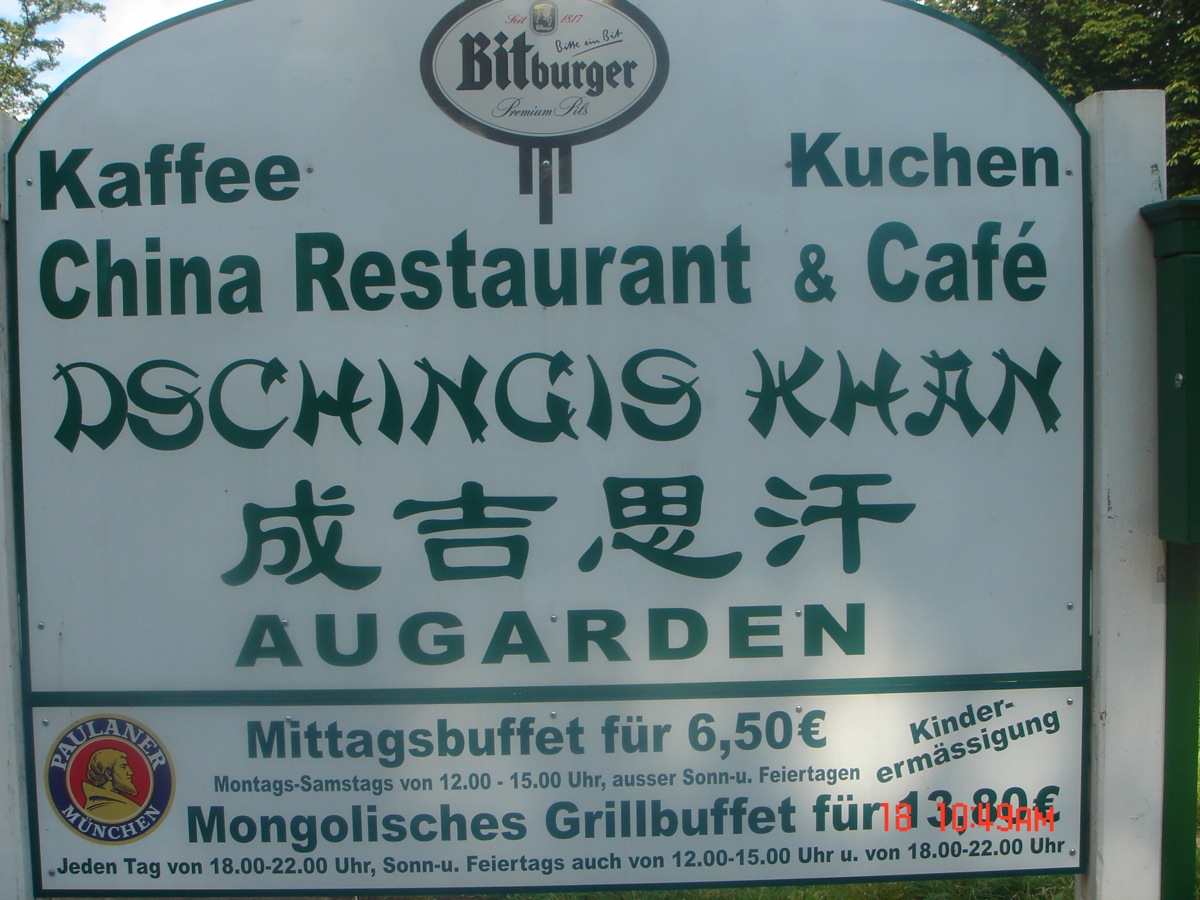 Seit 1817
Bitte ein Bit
Bitburger
Premium Pils
Kaffee Kuchen
China Restaurant & Café
DSCHINGIS KHAN
成吉思汗
AUGARDEN
PAULANER
MÜNCHEN
Mittagsbuffet für 6,50€
Kinder-
ermässigung
Montags-Samstags von 12.00 - 15.00 Uhr, ausser Sonn-u. Feiertagen
Mongolisches Grillbuffet für 13,80€
18 10:49AM
Jeden Tag von 18.00-22.00 Uhr, Sonn-u. Feiertags auch von 12.00-15.00 Uhr u. von 18.00-22.00 Uhr